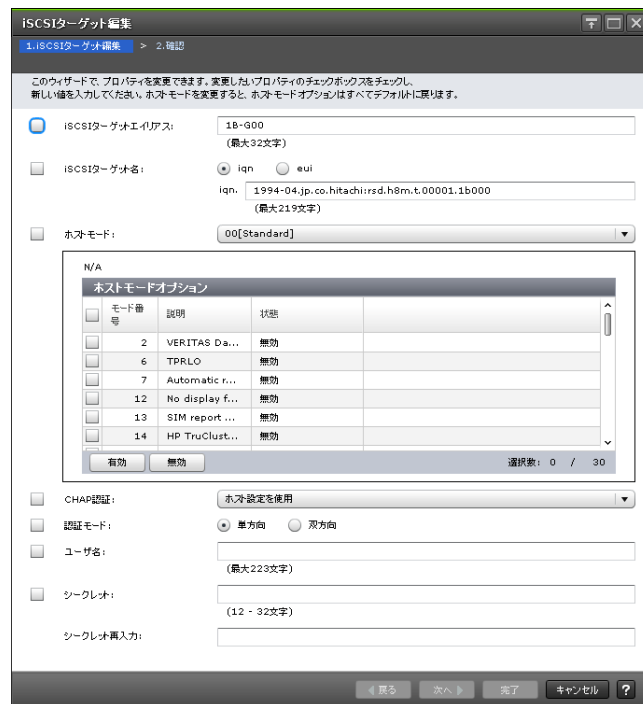 iSCSIターゲット編集
1.iSCSIターゲット編集 > 2.確認
このウィザードで、プロパティを変更できます。変更したいプロパティのチェックボックスをチェックし、
新しい値を入力してください。ホストモードを変更すると、ホストモードオプションはすべてデフォルトに戻ります。
iSCSIターゲットエイリアス: 1B-G00
(最大32文字)
iSCSIターゲット名: iqn eui
iqn. 1994-04.jp.co.hitachi:rsd.h8m.t.00001.1b000
(最大219文字)
ホストモード: 00[Standard]
N/A
ホストモードオプション
モード番号 説明 状態
2 VERITAS Da... 無効
6 TPRLO 無効
7 Automatic r... 無効
12 No display f... 無効
13 SIM report ... 無効
14 HP TruClust... 無効
有効 無効 選択数: 0 / 30
CHAP認証: ホスト設定を使用
認証モード: 単方向 双方向
ユーザ名:
(最大223文字)
シークレット:
(12 - 32文字)
シークレット再入力:
戻る 次へ 完了 キャンセル ?